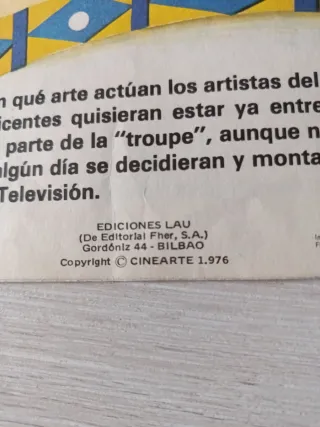 n qué arte actúan los artistas del
icentes quisieran estar ya entre
parte de la "troupe", aunque n
lgún día se decidieran y monta
Televisión.
EDICIONES LAU
(De Editorial Fher, S.A.)
Gordóniz 44 - BILBAO
Copyright © CINEARTE 1.976